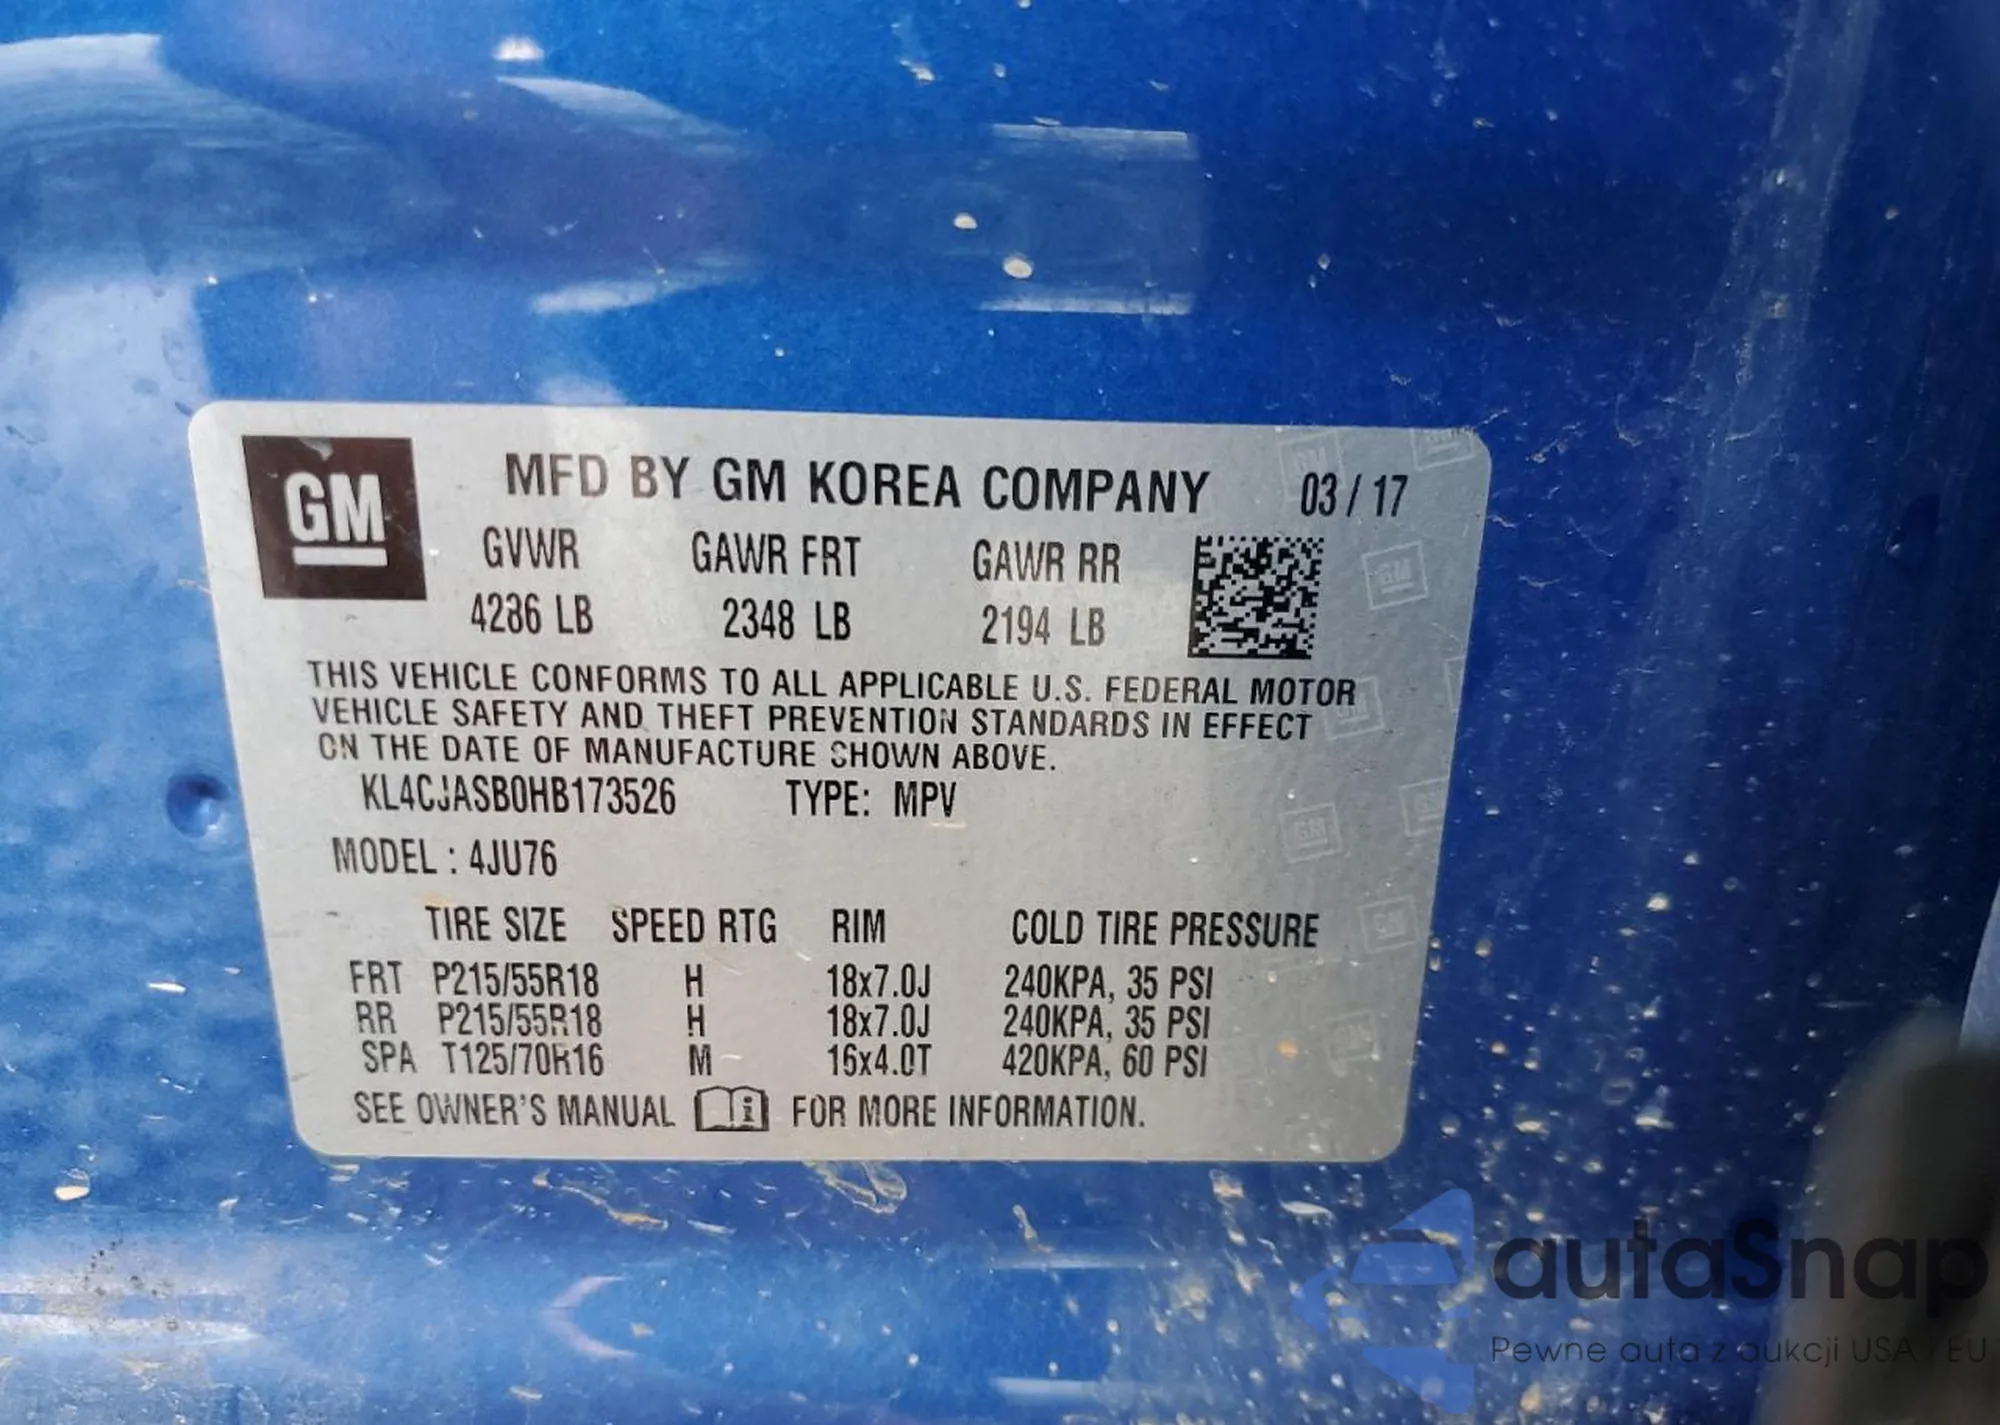 GM
MFD BY GM KOREA COMPANY 03 / 17
GVWR GAWR FRT GAWR RR
4286 LB 2348 LB 2194 LB
THIS VEHICLE CONFORMS TO ALL APPLICABLE U.S. FEDERAL MOTOR
VEHICLE SAFETY AND THEFT PREVENTION STANDARDS IN EFFECT
ON THE DATE OF MANUFACTURE SHOWN ABOVE.
KL4CJASB0HB173526 TYPE: MPV
MODEL : 4JU76
TIRE SIZE SPEED RTG RIM COLD TIRE PRESSURE
FRT P215/55R18 H 18x7.0J 240KPA, 35 PSI
RR P215/55R18 H 18x7.0J 240KPA, 35 PSI
SPA T125/70R16 M 16x4.0T 420KPA, 60 PSI
SEE OWNER'S MANUAL FOR MORE INFORMATION.
autaSnap
Pewne auta z aukcji USA i EU